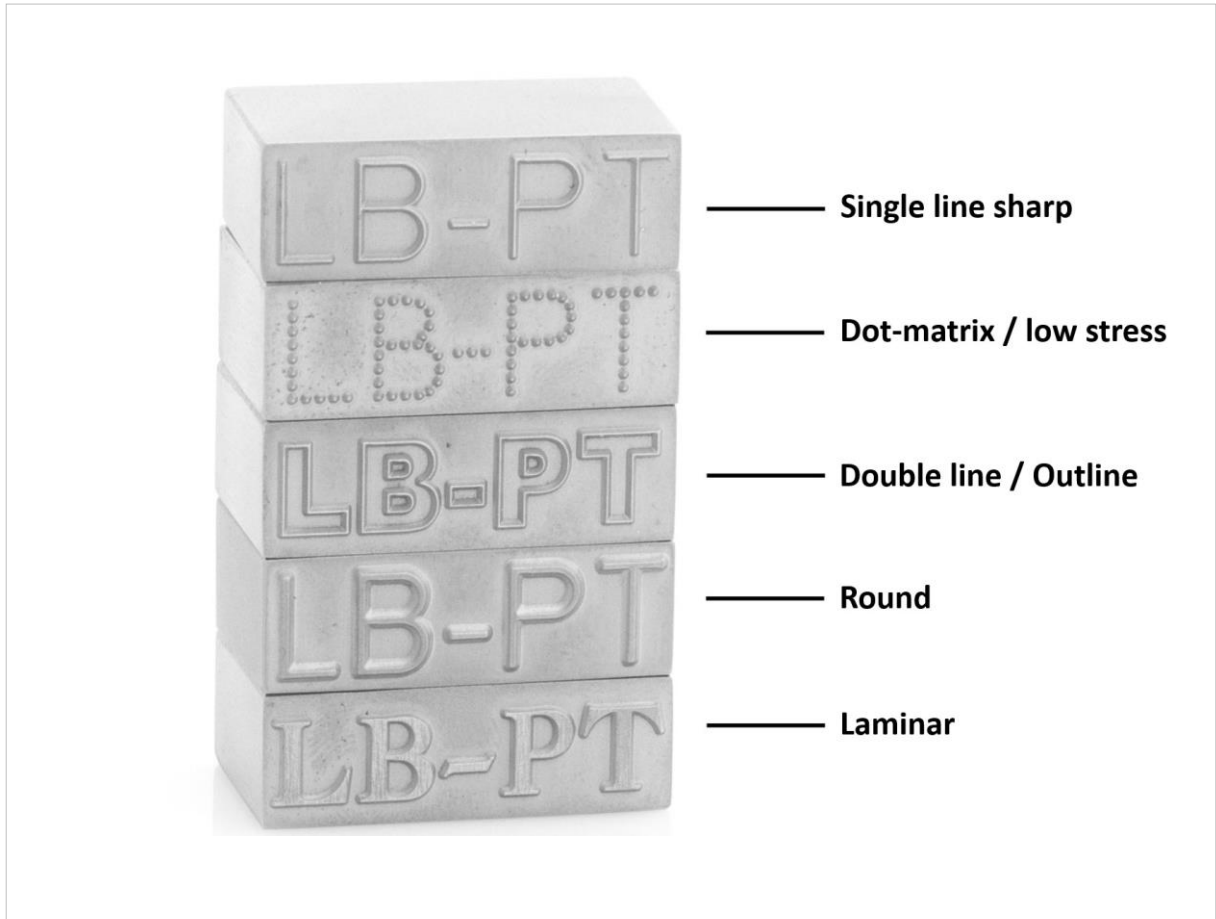 LB-PT
Single line sharp
LB-PT
Dot-matrix / low stress
LB-PT
Double line / Outline
LB-PT
Round
LB-PT
Laminar